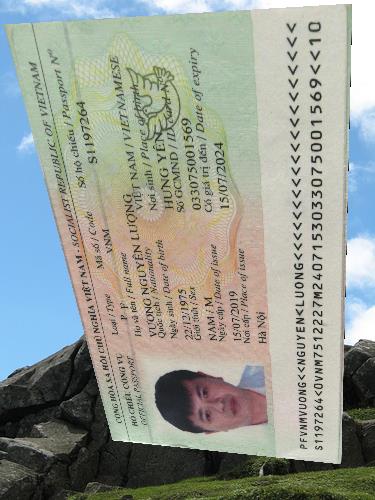 CỘNG HÒA XÃ HỘI CHỦ NGHĨA VIỆT NAM - SOCIALIST REPUBLIC OF VIETNAM
HỘ CHIẾU CÔNG VỤ
OFFICIAL PASSPORT
Loại / Type
Mã số / Code
Số hộ chiếu / Passport Nº
P F
VNM
S1197264
Họ và tên / Full name
VƯƠNG NGUYÊN LƯỢNG
Quốc tịch / Nationality
VIỆT NAM / VIETNAMESE
Ngày sinh / Date of birth
Nơi sinh / Place of birth
22/12/1975
HƯNG YÊN
Giới tính / Sex
Số GCMND / ID card Nº
NAM / M
033075001569
Ngày cấp / Date of issue
Có giá trị đến / Date of expiry
15/07/2019
15/07/2024
Nơi cấp / Place of issue
Hà Nội
PFVNMVUONG<<NGUYEN<LUONG<<<<<<<<<<<<<<<<<<<<
S1197264<0VNM7512227M2407153033075001569<<10